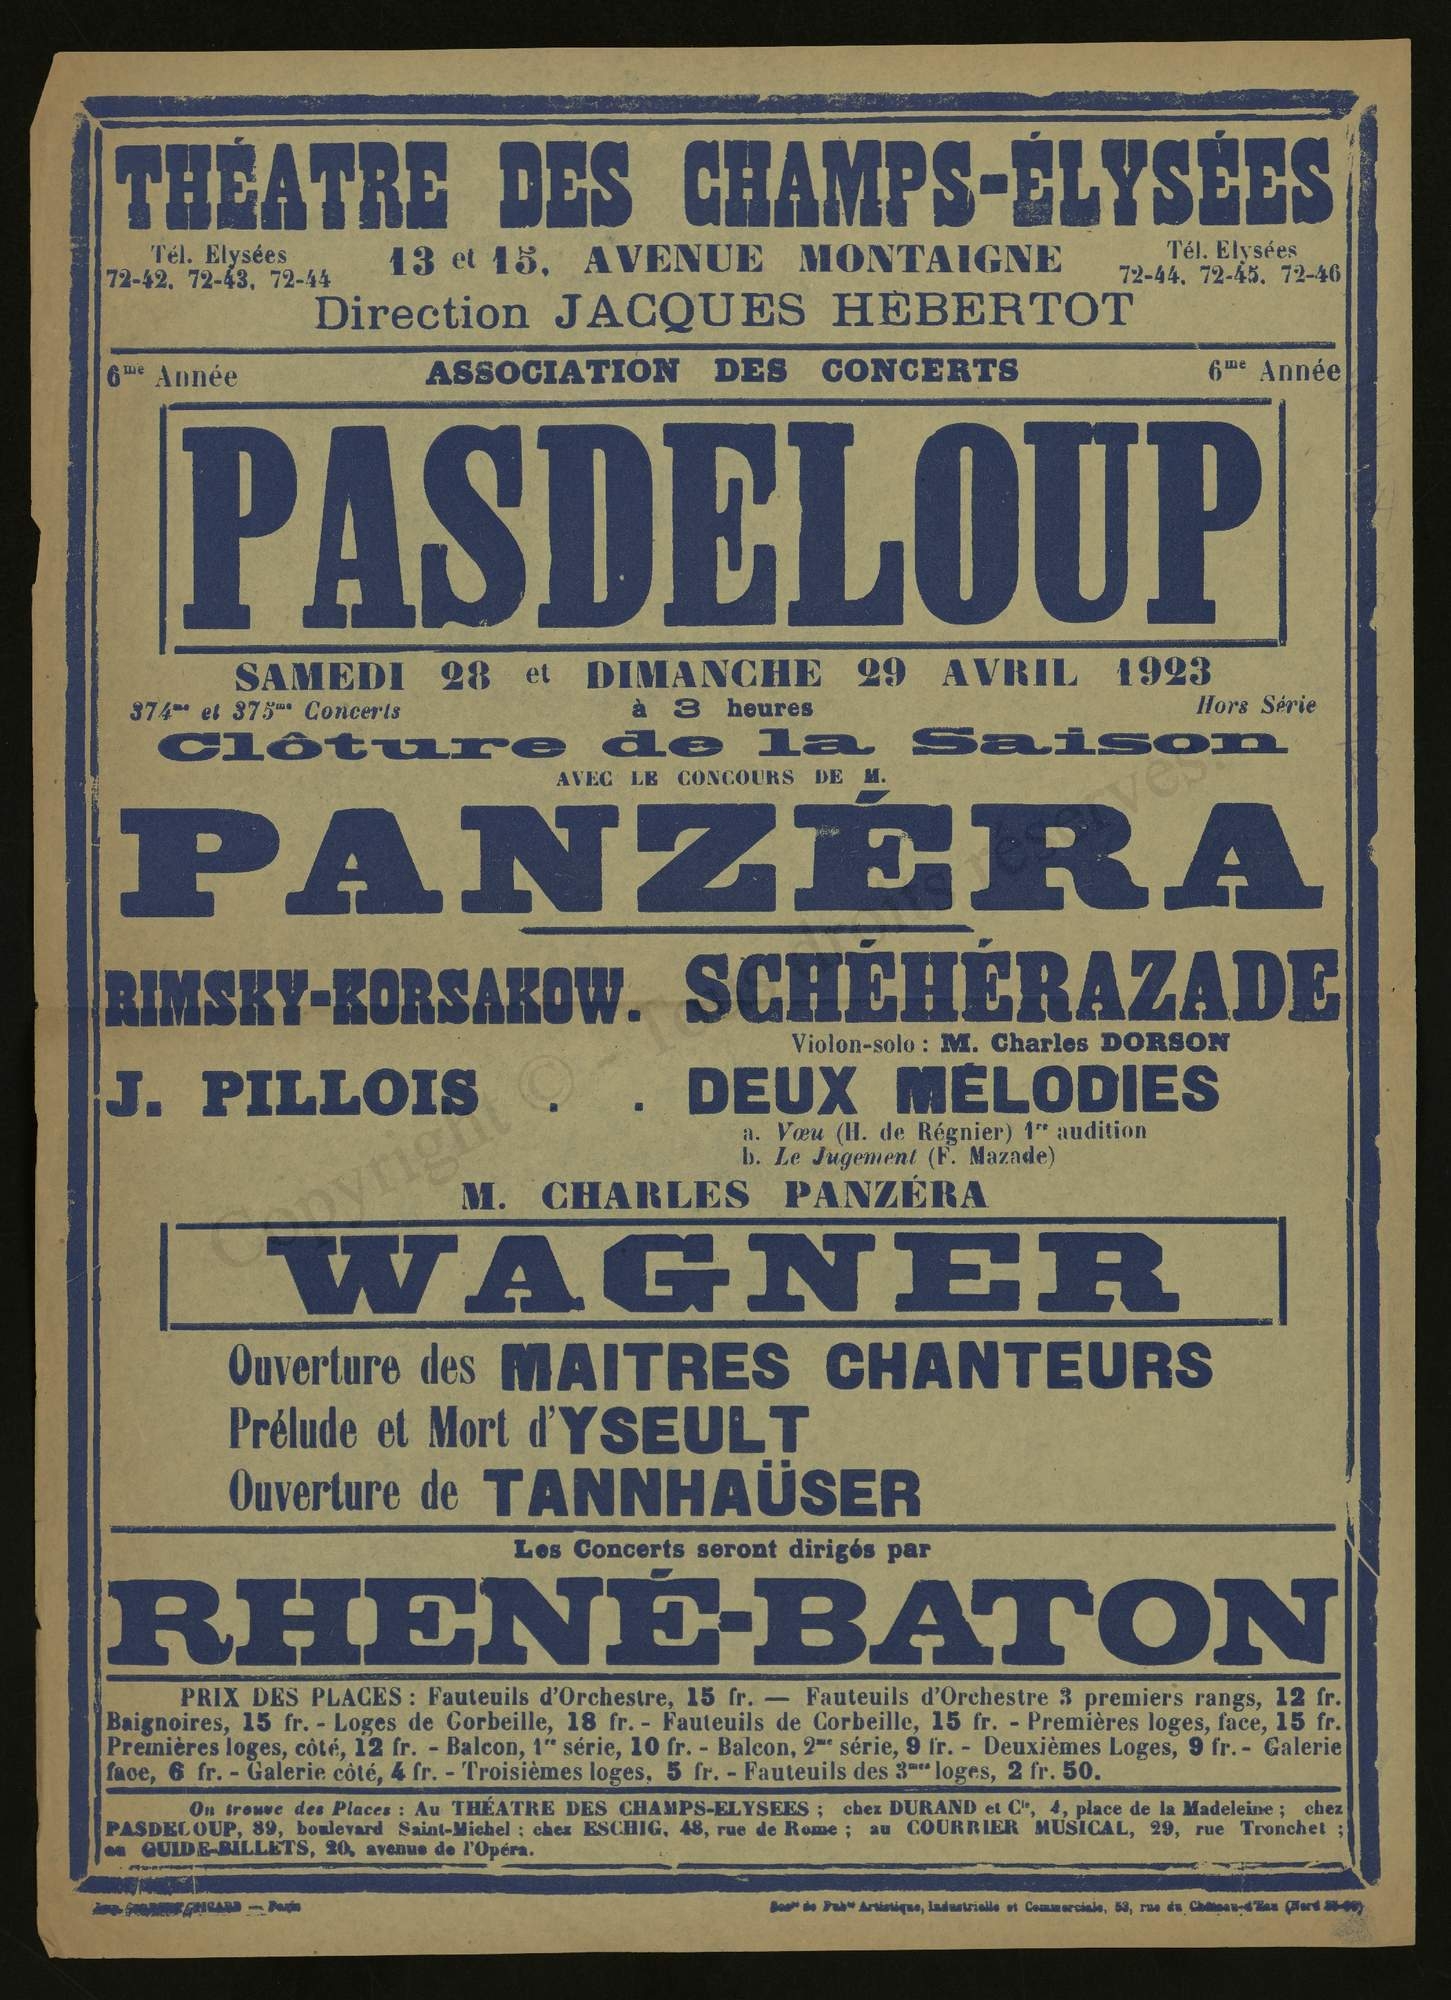 THÉATRE DES CHAMPS-ÉLYSÉES
Tél. Elysées
72-42, 72-43, 72-44
13 et 15, AVENUE MONTAIGNE
Tél. Elysées
72-44, 72-45, 72-46
Direction JACQUES HÉBERTOT
6me Année ASSOCIATION DES CONCERTS 6me Année
PASDELOUP
SAMEDI 28 et DIMANCHE 29 AVRIL 1923
374me et 375me Concerts à 3 heures Hors Série
Clôture de la Saison
AVEC LE CONCOURS DE M.
PANZÉRA
RIMSKY-KORSAKOW. SCHÉHÉRAZADE
Violon-solo : M. Charles DORSON
J. PILLOIS . . DEUX MÉLODIES
a. Vœu (H. de Régnier) 1re audition
b. Le Jugement (F. Mazade)
M. CHARLES PANZÉRA
WAGNER
Ouverture des MAITRES CHANTEURS
Prélude et Mort d'YSEULT
Ouverture de TANNHAÜSER
Les Concerts seront dirigés par
RHENÉ-BATON
PRIX DES PLACES : Fauteuils d'Orchestre, 15 fr. — Fauteuils d'Orchestre 3 premiers rangs, 12 fr.
Baignoires, 15 fr. - Loges de Corbeille, 18 fr. - Fauteuils de Corbeille, 15 fr. - Premières loges, face, 15 fr.
Premières loges, côté, 12 fr. - Balcon, 1re série, 10 fr. - Balcon, 2me série, 9 fr. - Deuxièmes Loges, 9 fr. - Galerie
face, 6 fr. - Galerie côté, 4 fr. - Troisièmes loges, 5 fr. - Fauteuils des 3mes loges, 2 fr. 50.
On trouve des Places : Au THÉATRE DES CHAMPS-ELYSEES ; chez DURAND et Cie, 4, place de la Madeleine ; chez
PASDELOUP, 89, boulevard Saint-Michel ; chez ESCHIG, 48, rue de Rome ; au COURRIER MUSICAL, 29, rue Tronchet ;
au GUIDE-BILLETS, 20, avenue de l'Opéra.
Imp. — Paris
Socté de Pubté Artistique, Industrielle et Commerciale, 53, rue du Château-d'Eau (Nord
Copyright © - Tous droits réservés.